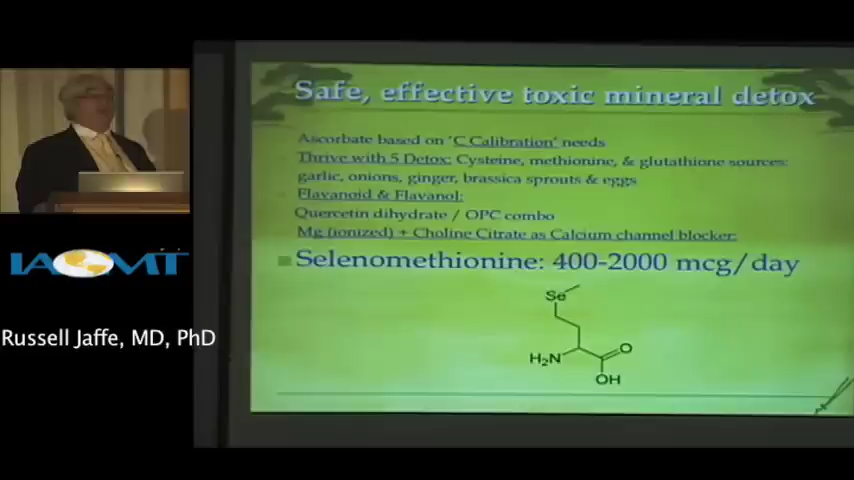 Safe, effective toxic mineral detox
Ascorbate based on 'C Calibration' needs
Thrive with 5 Detox: Cysteine, methionine, & glutathione sources:
garlic, onions, ginger, brassica sprouts & eggs
Flavanoid & Flavanol:
Quercetin dihydrate / OPC combo
Mg (ionized) + Choline Citrate as Calcium channel blocker:
Selenomethionine: 400-2000 mcg/day
Se
H₂N
O
OH
IAOMT
Russell Jaffe, MD, PhD